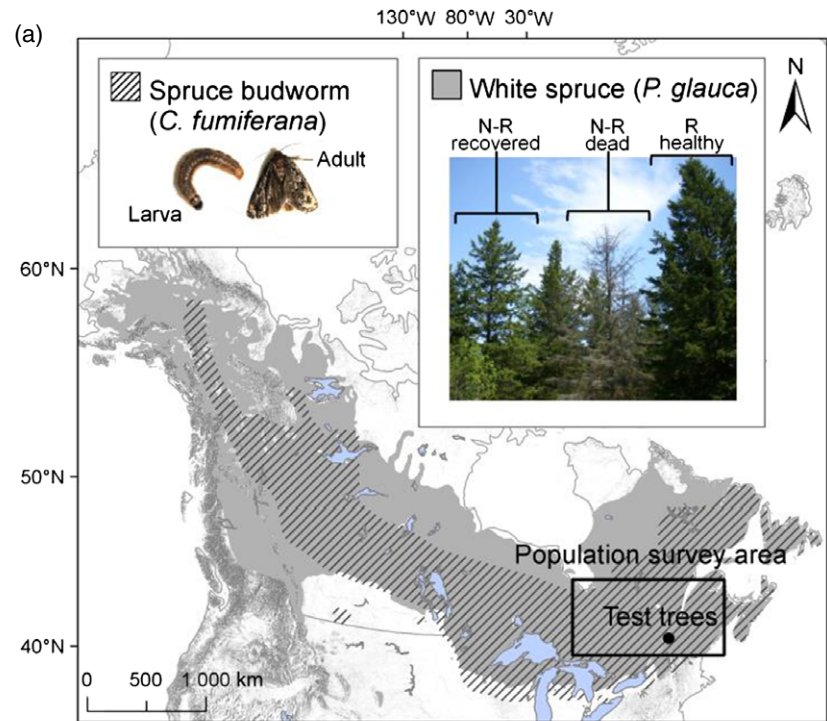 (a)
130°W 80°W 30°W
Spruce budworm
(C. fumiferana)
Adult
Larva
White spruce (P. glauca)
N-R
recovered
N-R
dead
R
healthy
N
60°N
50°N
40°N
Population survey area
Test trees
0 500 1 000 km